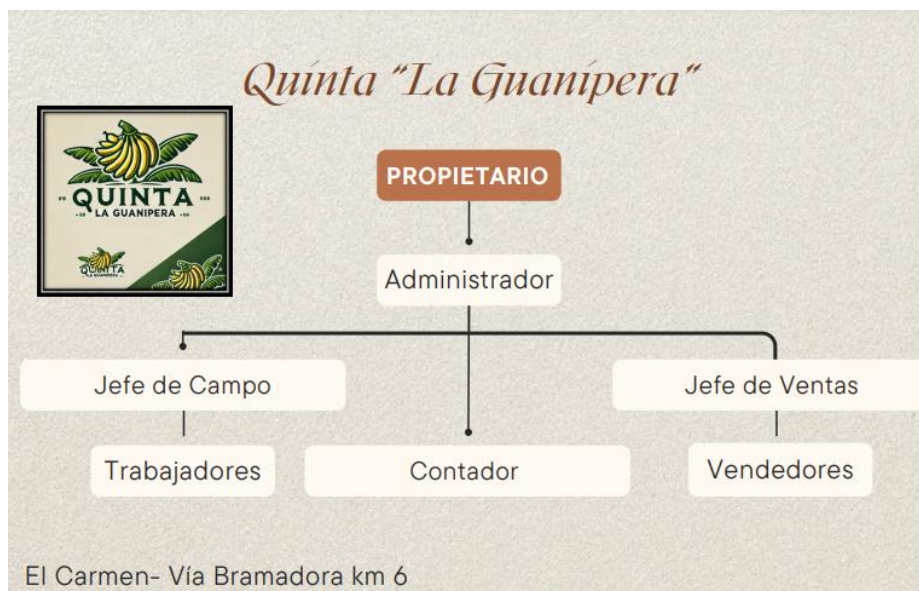 Quinta "La Guanipera"
QUINTA
LA GUANIPERA
QUINTTA
PROPIETARIO
Administrador
Jefe de Campo
Jefe de Ventas
Trabajadores
Contador
Vendedores
El Carmen- Vía Bramadora km 6